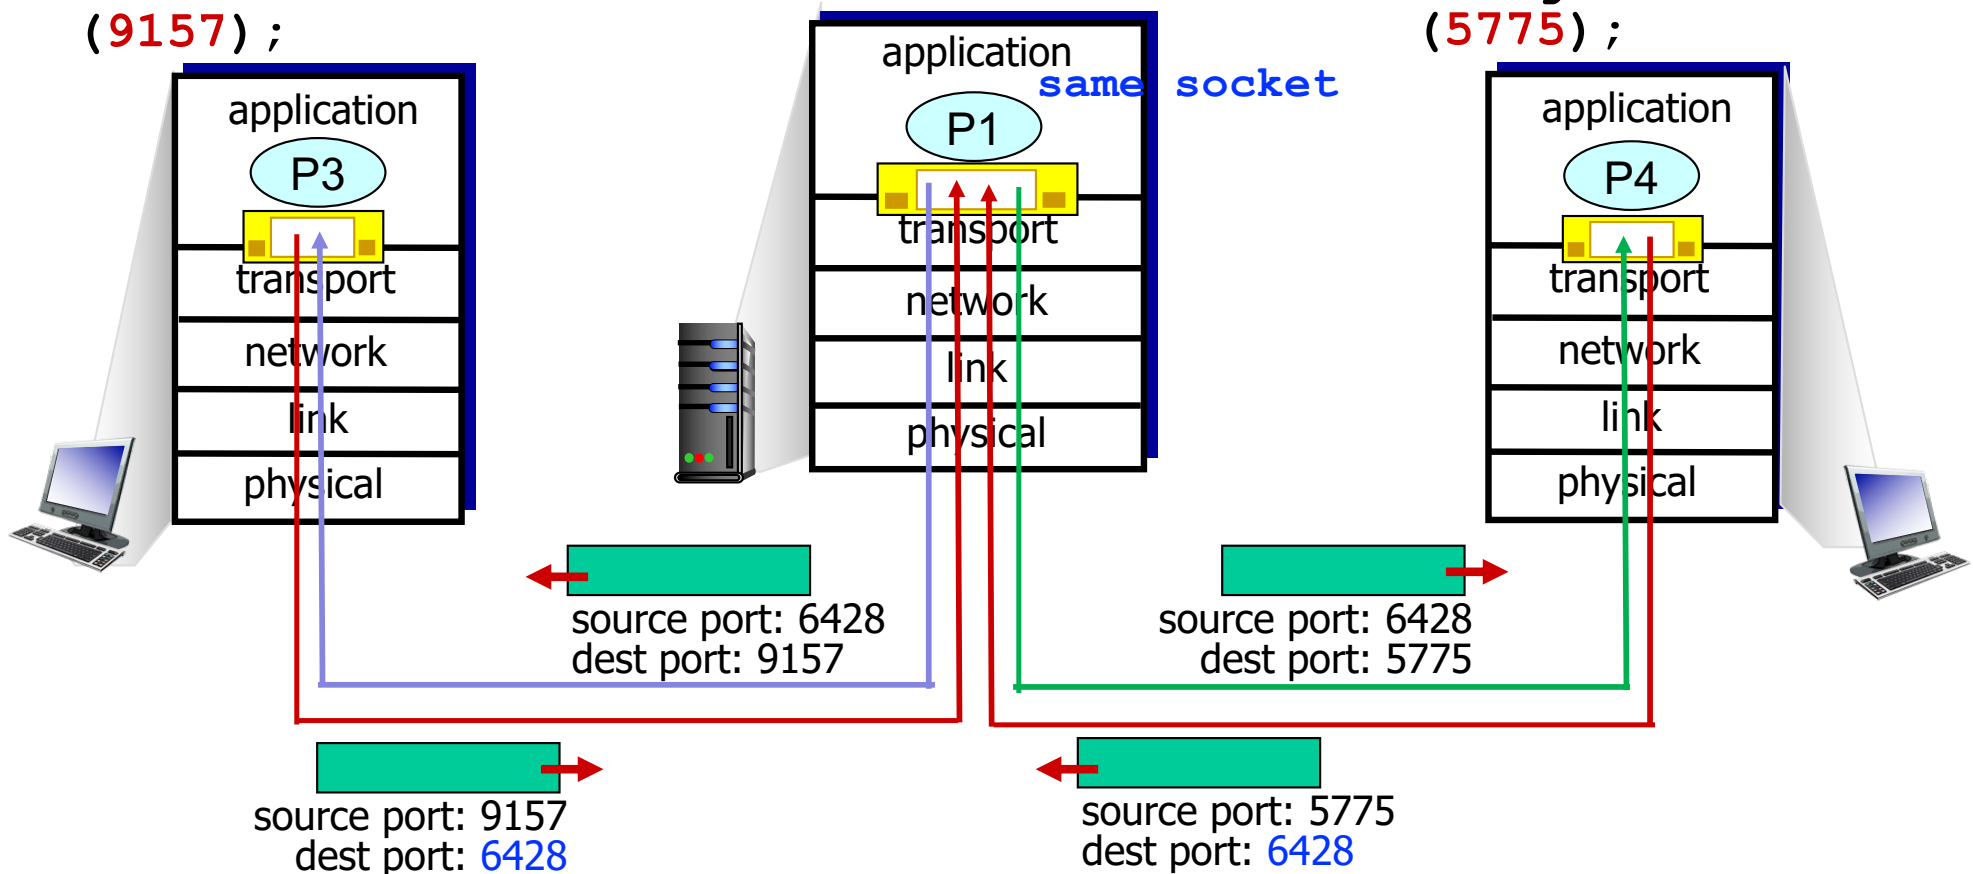 (9157);
(5775);
application
same socket
P1
transport
network
link
physical
application
P3
transport
network
link
physical
application
P4
transport
network
link
physical
source port: 6428
dest port: 9157
source port: 6428
dest port: 5775
source port: 9157
dest port: 6428
source port: 5775
dest port: 6428